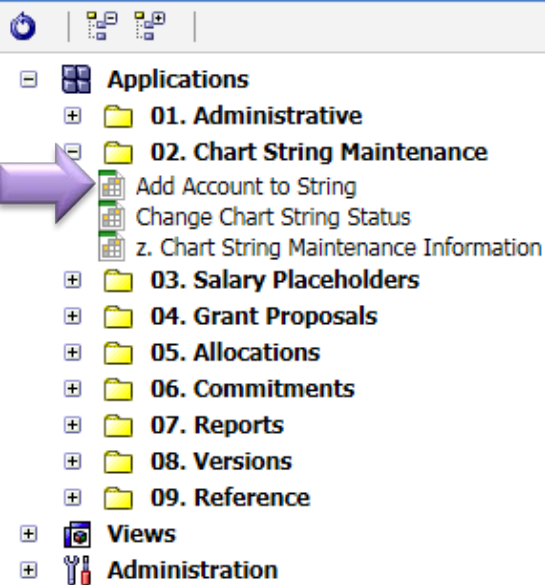 Applications
01. Administrative
02. Chart String Maintenance
Add Account to String
Change Chart String Status
z. Chart String Maintenance Information
03. Salary Placeholders
04. Grant Proposals
05. Allocations
06. Commitments
07. Reports
08. Versions
09. Reference
Views
Administration